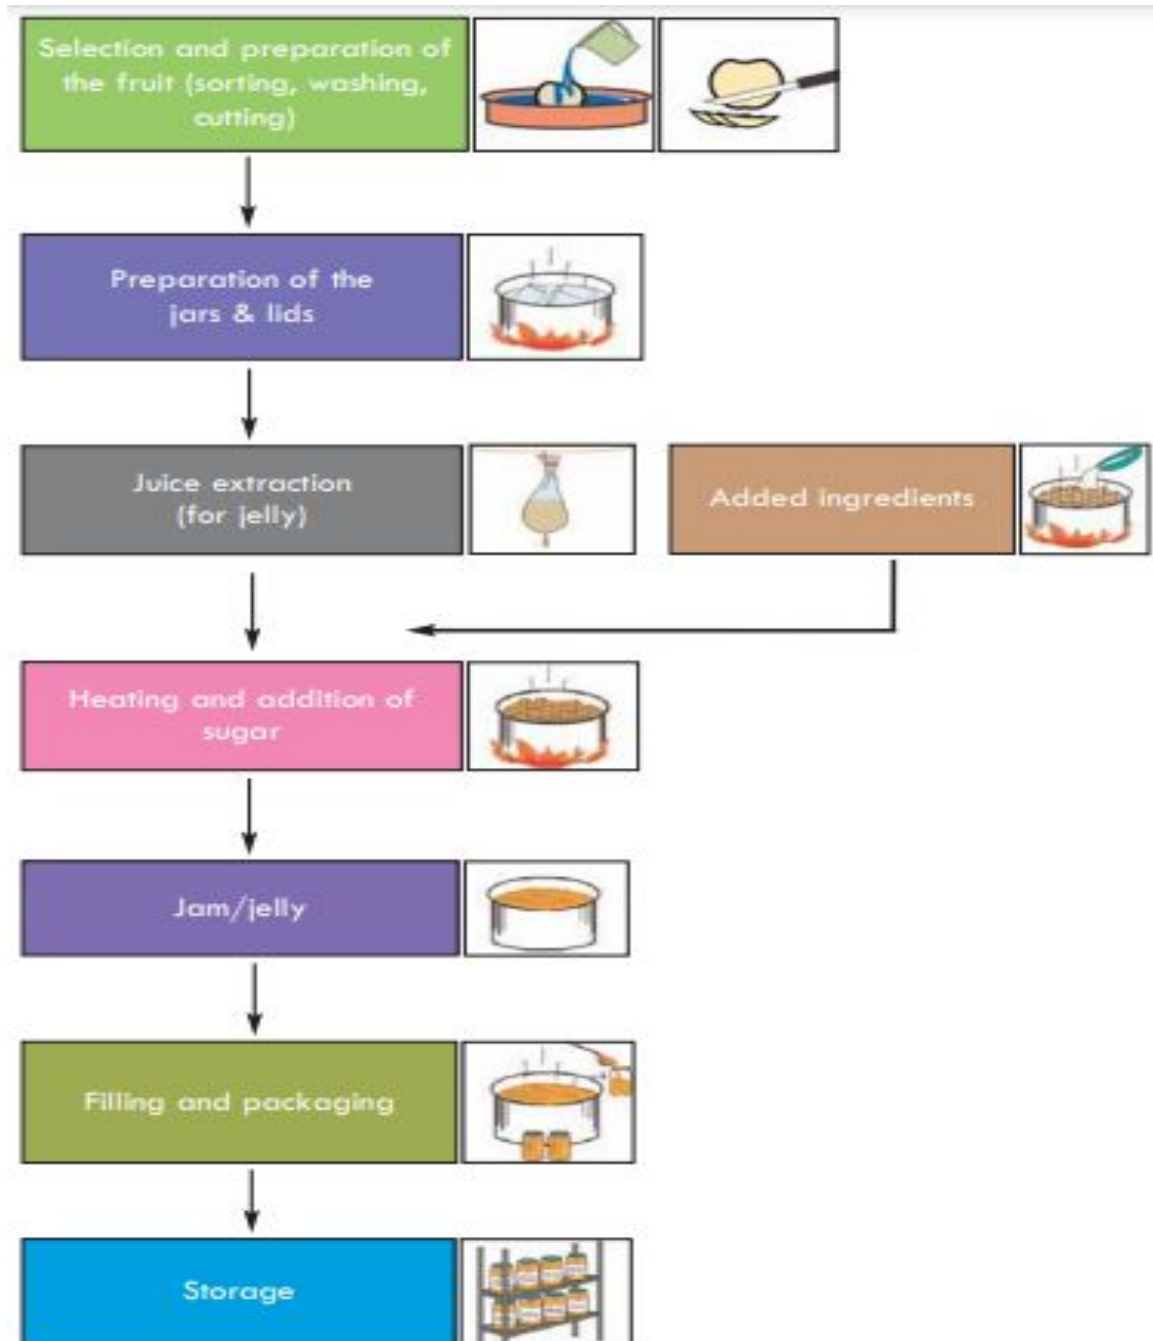 Selection and preparation of
the fruit (sorting, washing,
cutting)
Preparation of the
jars & lids
Juice extraction
(for jelly)
Added ingredients
Heating and addition of
sugar
Jam/jelly
Filling and packaging
Storage